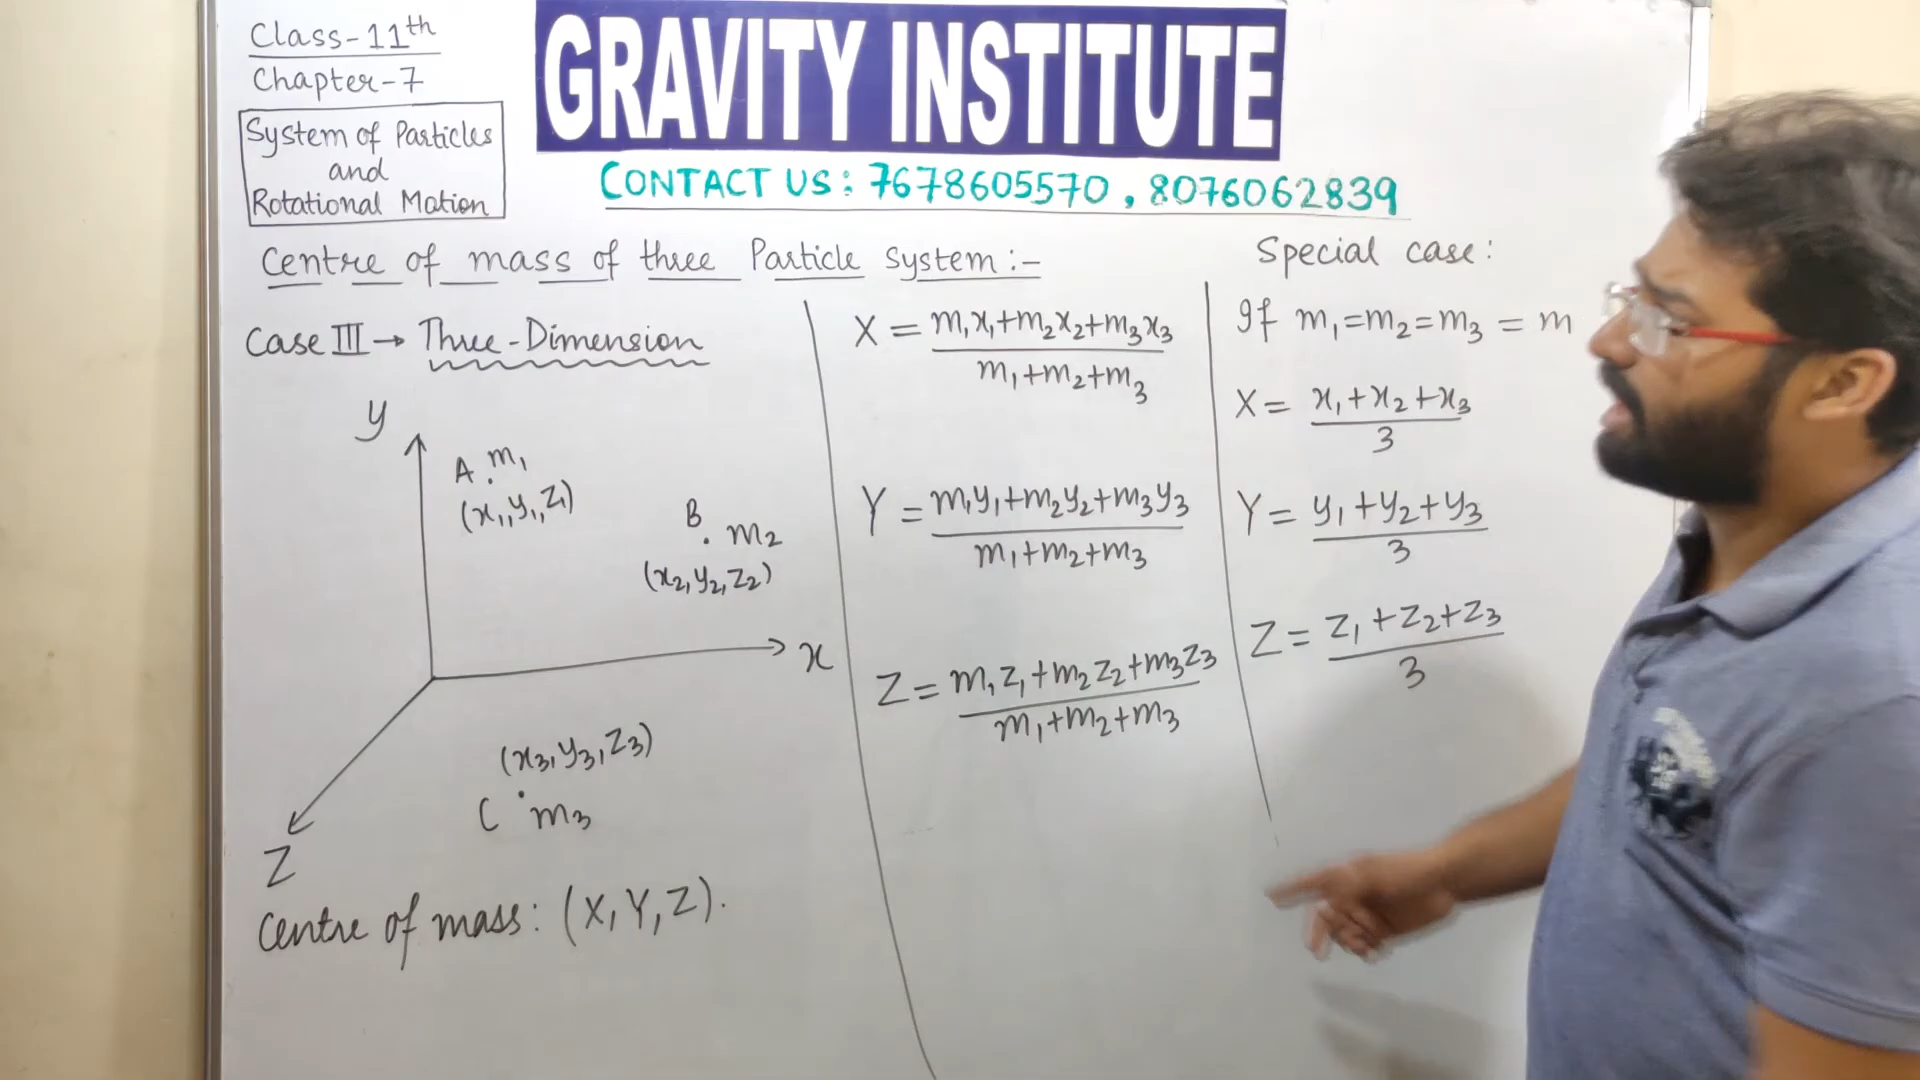 Class-11th
Chapter-7
System of Particles
and
Rotational Motion
GRAVITY INSTITUTE
CONTACT US: 7678605570, 8076062839
Centre of mass of three Particle System:-
Case III → Three-Dimension
y
A. m₁
(x₁, y₁, z₁)
B
. m₂
(x₂, y₂, z₂)
x
(x₃, y₃, z₃)
C . m₃
Z
Centre of mass: (X, Y, Z).
X = m₁x₁+m₂x₂+m₃x₃
m₁+m₂+m₃
Y = m₁y₁+m₂y₂+m₃y₃
m₁+m₂+m₃
Z = m₁z₁+m₂z₂+m₃z₃
m₁+m₂+m₃
Special case:
If m₁=m₂=m₃ = m
X = x₁+x₂+x₃
3
Y = y₁+y₂+y₃
3
Z = z₁+z₂+z₃
3